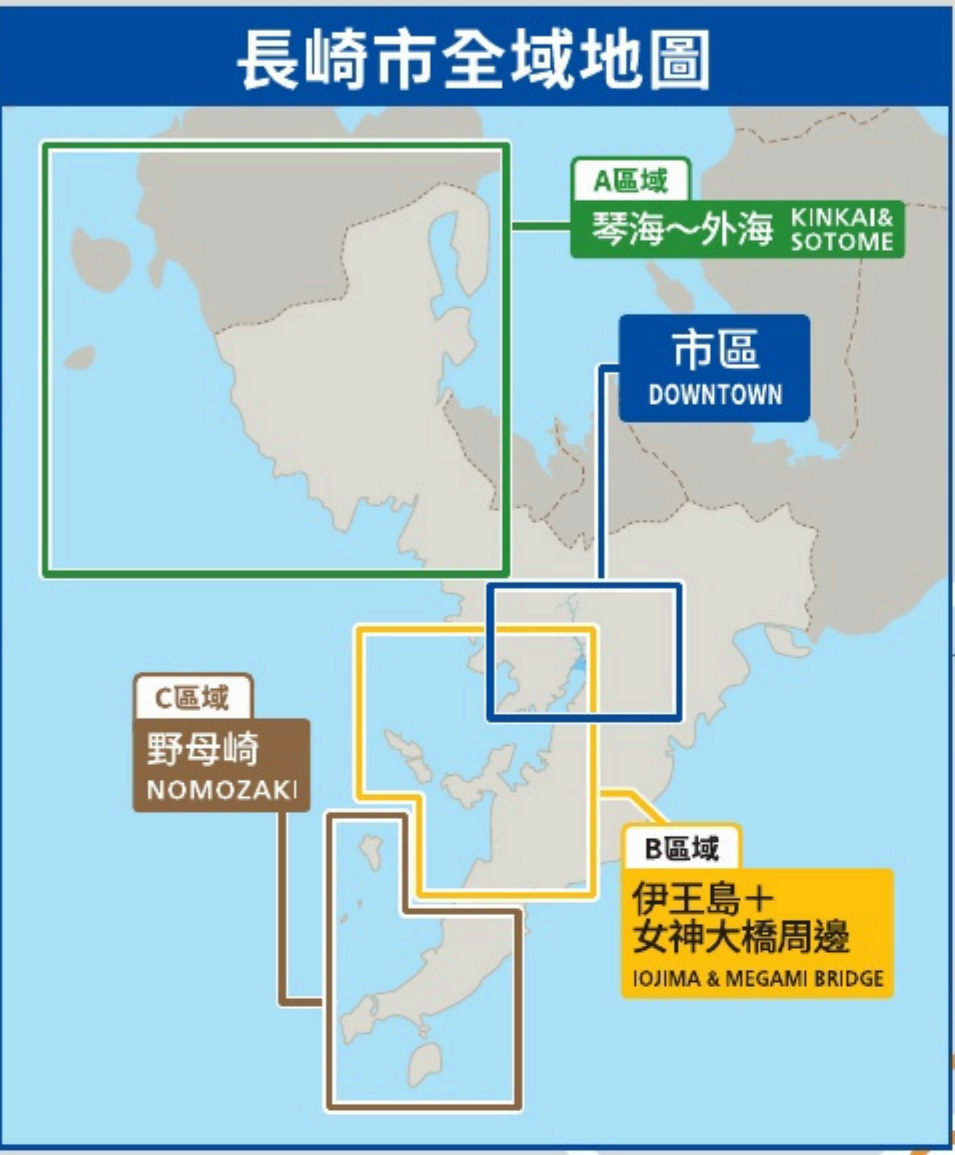 長崎市全域地圖
A區域
琴海～外海 KINKAI&
SOTOME
市區
DOWNTOWN
C區域
野母崎
NOMOZAKI
B區域
伊王島＋
女神大橋周邊
IOJIMA & MEGAMI BRIDGE